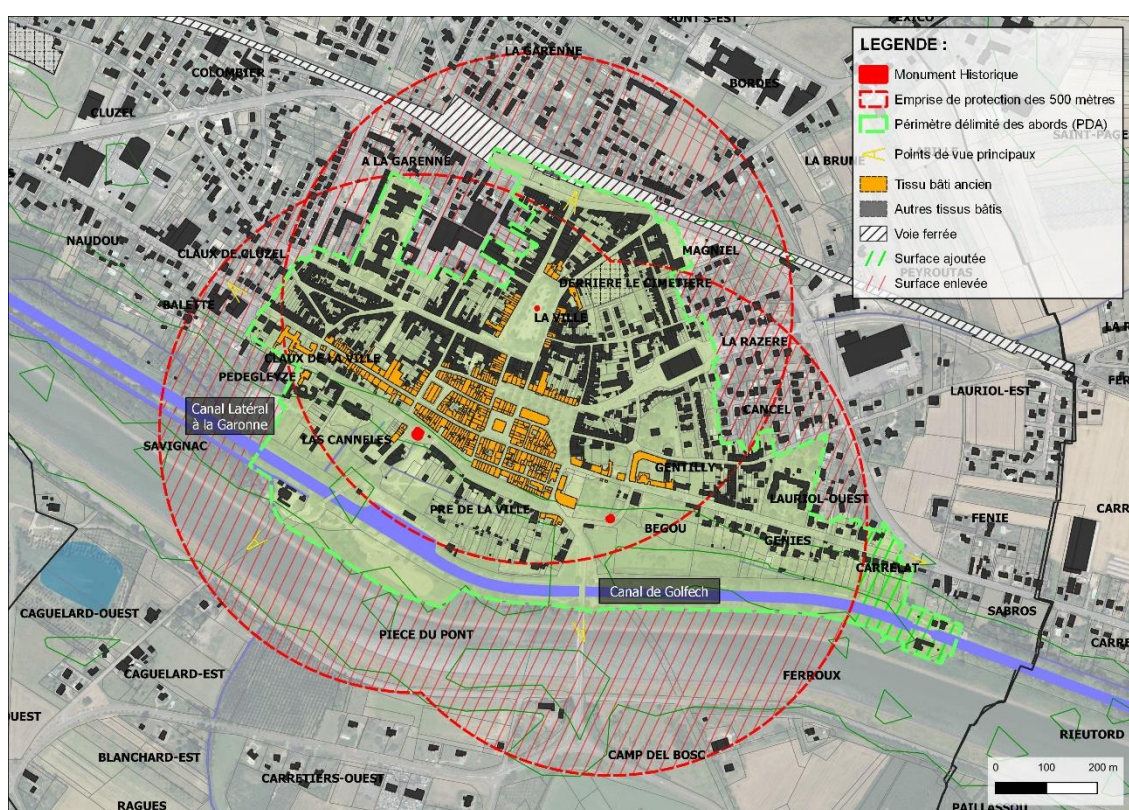 PONT S-EST
LA GARENNE
COLOMBIER
BORDES
CLUZEL
LEGENDE :
Monument Historique
Emprise de protection des 500 mètres
Périmètre délimité des abords (PDA)
Points de vue principaux
Tissu bâti ancien
Autres tissus bâtis
Voie ferrée
Surface ajoutée
Surface enlevée
A LA GARENNE
LA BRUNE
NAUDOU
CLAUX DE CLUZEL
MAGNIEL
PEYROUTAS
BALETTE
DERRIERE LE CIMETIERE
LA VILLE
LA RAZERE
CLAUX DE LA VILLE
PEDEGLEYZE
LAURIOL-EST
Canal Latéral
à la Garonne
CANCEL
SAVIGNAC
LAS CANNELES
GENTILLY
LAURIOL-OUEST
PRE DE LA VILLE
BEGOU
GENIES
FENIE
CARRELAT
CAGUELARD-OUEST
Canal de Golfech
SABROS
PIECE DU PONT
CAGUELARD-EST
FERROUX
BLANCHARD-EST
CAMP DEL BOSC
RIEUTORD
CARRETIERS-OUEST
0 100 200 m
RAGUES